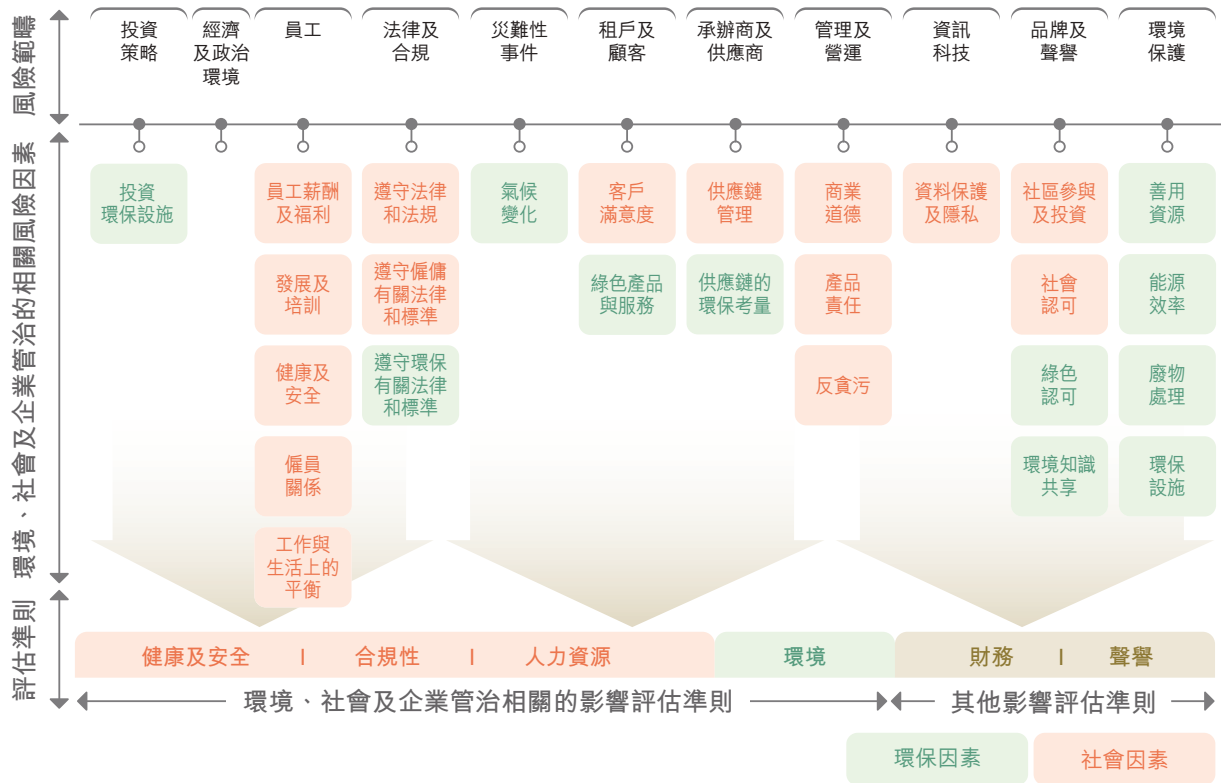 風險範疇
投資
策略
經濟
及政治
環境
員工
法律及
合規
災難性
事件
租戶及
顧客
承辦商及
供應商
管理及
營運
資訊
科技
品牌及
聲譽
環境
保護
環境、社會及企業管治的相關風險因素
投資
環保設施
員工薪酬
及福利
發展及
培訓
健康及
安全
僱員
關係
工作與
生活上的
平衡
遵守法律
和法規
遵守僱傭
有關法律
和標準
遵守環保
有關法律
和標準
氣候
變化
客戶
滿意度
綠色產品
與服務
供應鏈
管理
供應鏈的
環保考量
商業
道德
產品
責任
反貪污
資料保護
及隱私
社區參與
及投資
社會
認可
綠色
認可
環境知識
共享
善用
資源
能源
效率
廢物
處理
環保
設施
評估準則
健康及安全 | 合規性 | 人力資源
環境
財務 | 聲譽
環境、社會及企業管治相關的影響評估準則
其他影響評估準則
環保因素
社會因素